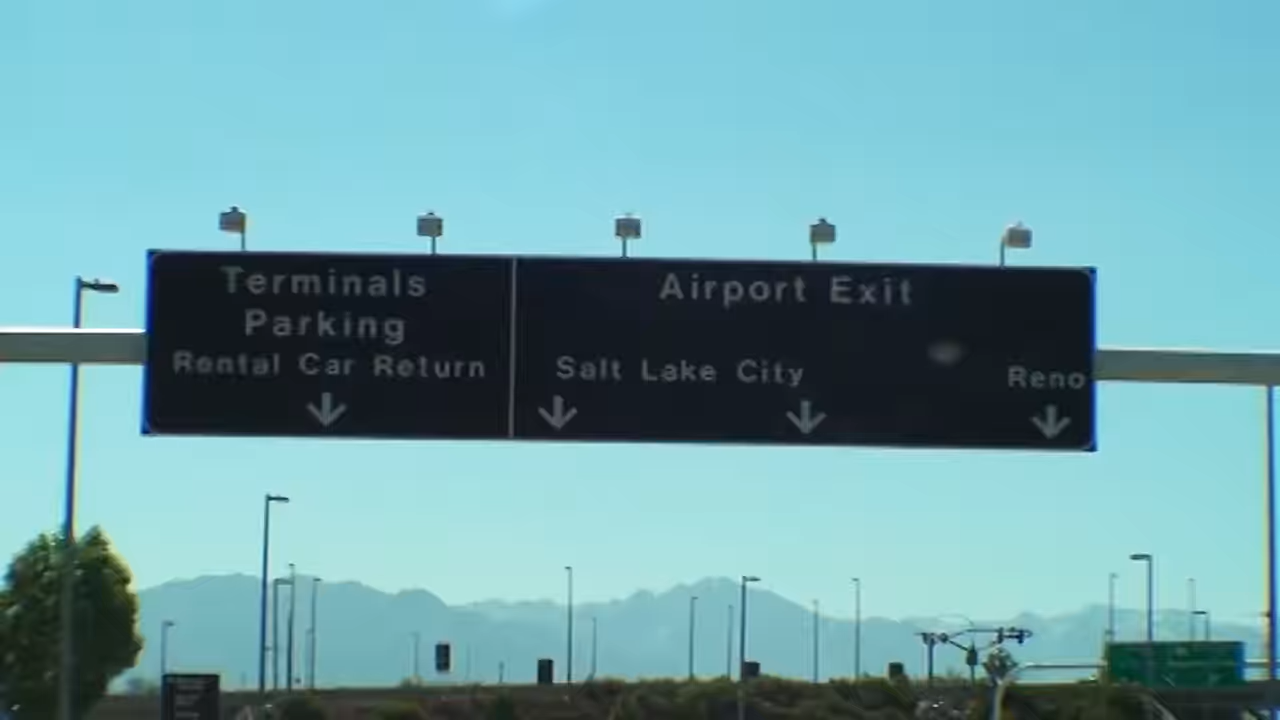 Terminals
Parking
Rental Car Return
Airport Exit
Salt Lake City
Reno